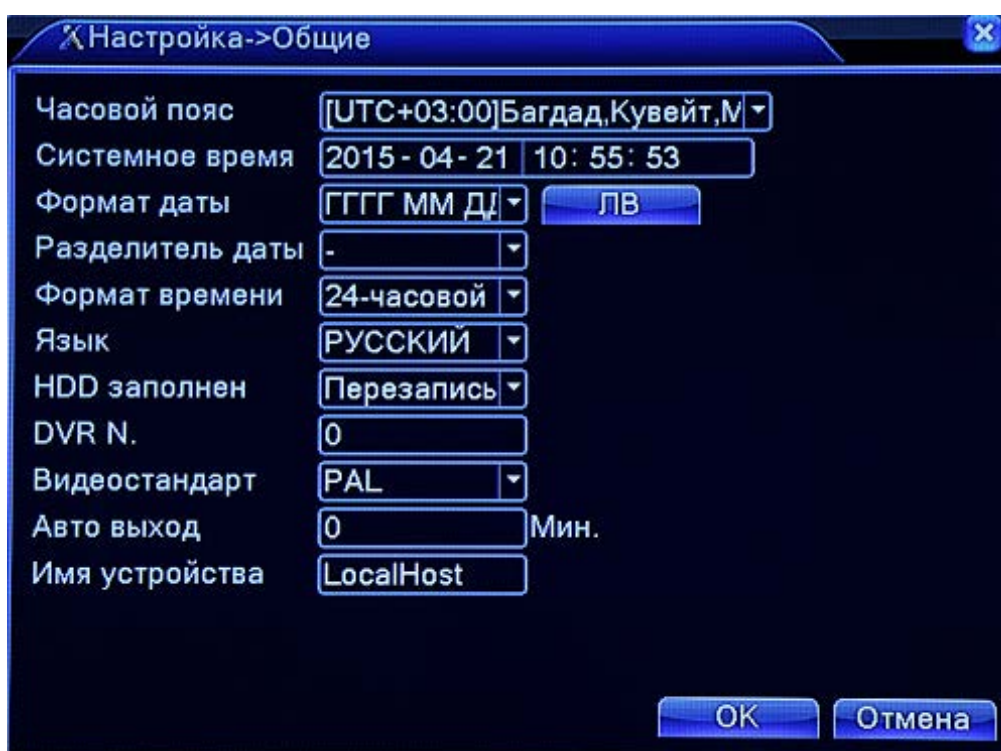 Настройка->Общие
Часовой пояс [UTC+03:00]Багдад,Кувейт,М
Системное время 2015-04-21 10:55:53
Формат даты ГГГГ ММ ДД ЛВ
Разделитель даты -
Формат времени 24-часовой
Язык РУССКИЙ
HDD заполнен Перезапись
DVR N. 0
Видеостандарт PAL
Авто выход 0 Мин.
Имя устройства LocalHost
OK Отмена